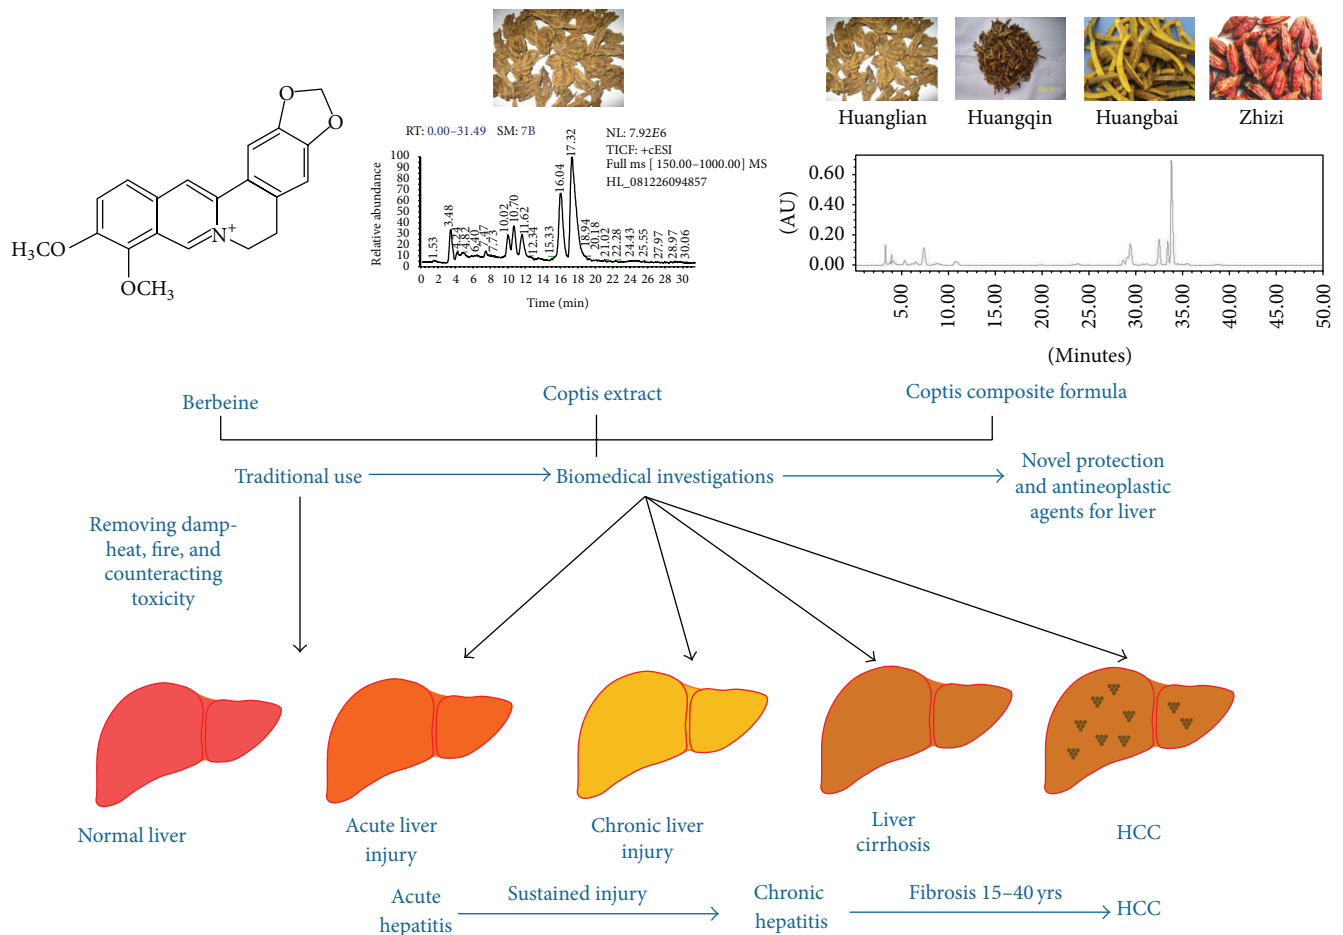 O
O
N+
H3CO
OCH3
RT: 0.00–31.49 SM: 7B
NL: 7.92E6
TICF: +cESI
Full ms [ 150.00–1000.00] MS
HL_081226094857
Relative abundance
100
90
80
70
60
50
40
30
20
10
0
1.53
3.48
4.24
4.82
6.40
7.47
7.73
10.02
10.70
11.62
12.34
15.33
16.04
17.32
18.94
20.18
21.02
22.28
24.43
25.55
27.97
28.97
30.06
0 2 4 6 8 10 12 14 16 18 20 22 24 26 28 30
Time (min)
Huanglian Huangqin Huangbai Zhizi
(AU)
0.60
0.40
0.20
0.00
5.00 10.00 15.00 20.00 25.00 30.00 35.00 40.00 45.00 50.00
(Minutes)
Berbeine
Coptis extract
Coptis composite formula
Traditional use
Biomedical investigations
Novel protection
and antineoplastic
agents for liver
Removing damp-
heat, fire, and
counteracting
toxicity
Normal liver
Acute liver
injury
Chronic liver
injury
Liver
cirrhosis
HCC
Acute
hepatitis
Sustained injury
Chronic
hepatitis
Fibrosis 15–40 yrs
HCC